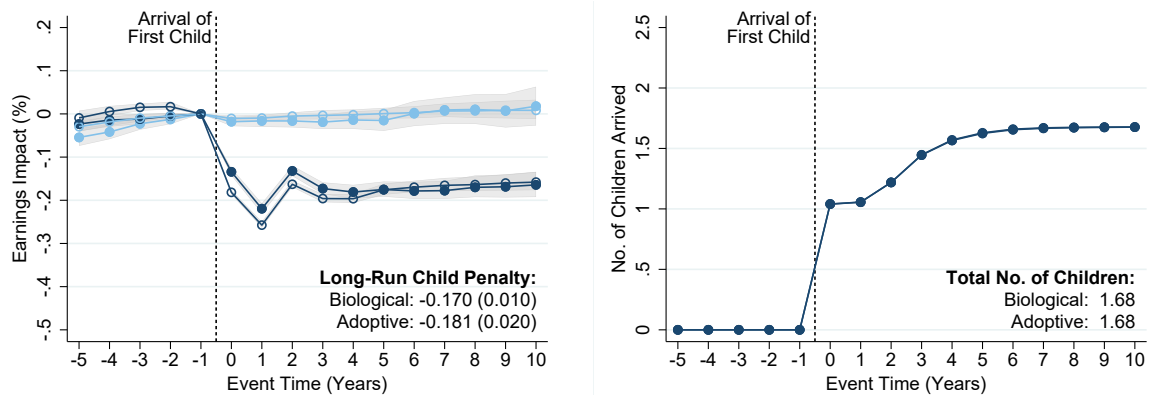 Arrival of
First Child
.2
.1
0
-.1
-.2
-.3
-.4
-.5
Earnings Impact (%)
Long-Run Child Penalty:
Biological: -0.170 (0.010)
Adoptive: -0.181 (0.020)
-5 -4 -3 -2 -1 0 1 2 3 4 5 6 7 8 9 10
Event Time (Years)
Arrival of
First Child
2.5
2
1.5
1
.5
0
No. of Children Arrived
Total No. of Children:
Biological: 1.68
Adoptive: 1.68
-5 -4 -3 -2 -1 0 1 2 3 4 5 6 7 8 9 10
Event Time (Years)